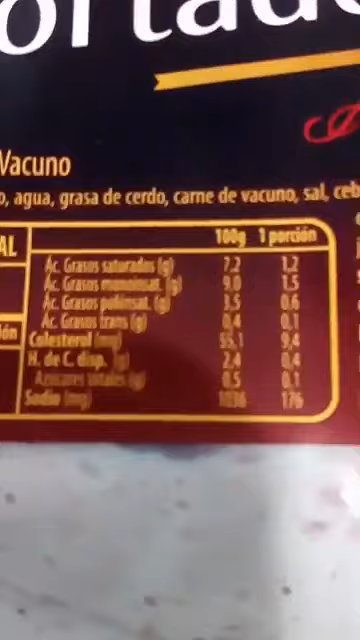 ortad
Vacuno
, agua, grasa de cerdo, carne de vacuno, sal, ceb
AL 100g 1 porción
Ác. Grasos saturados (g) 7,2 1,2
Ác. Grasos monoinsat. (g) 9,0 1,5
Ác. Grasos poliinsat. (g) 3,5 0,6
Ác. Grasos trans (g) 0,4 0,1
ión Colesterol (mg) 55,1 9,4
H. de C. disp. (g) 2,4 0,4
Azúcares totales (g) 0,5 0,1
Sodio (mg) 1036 176